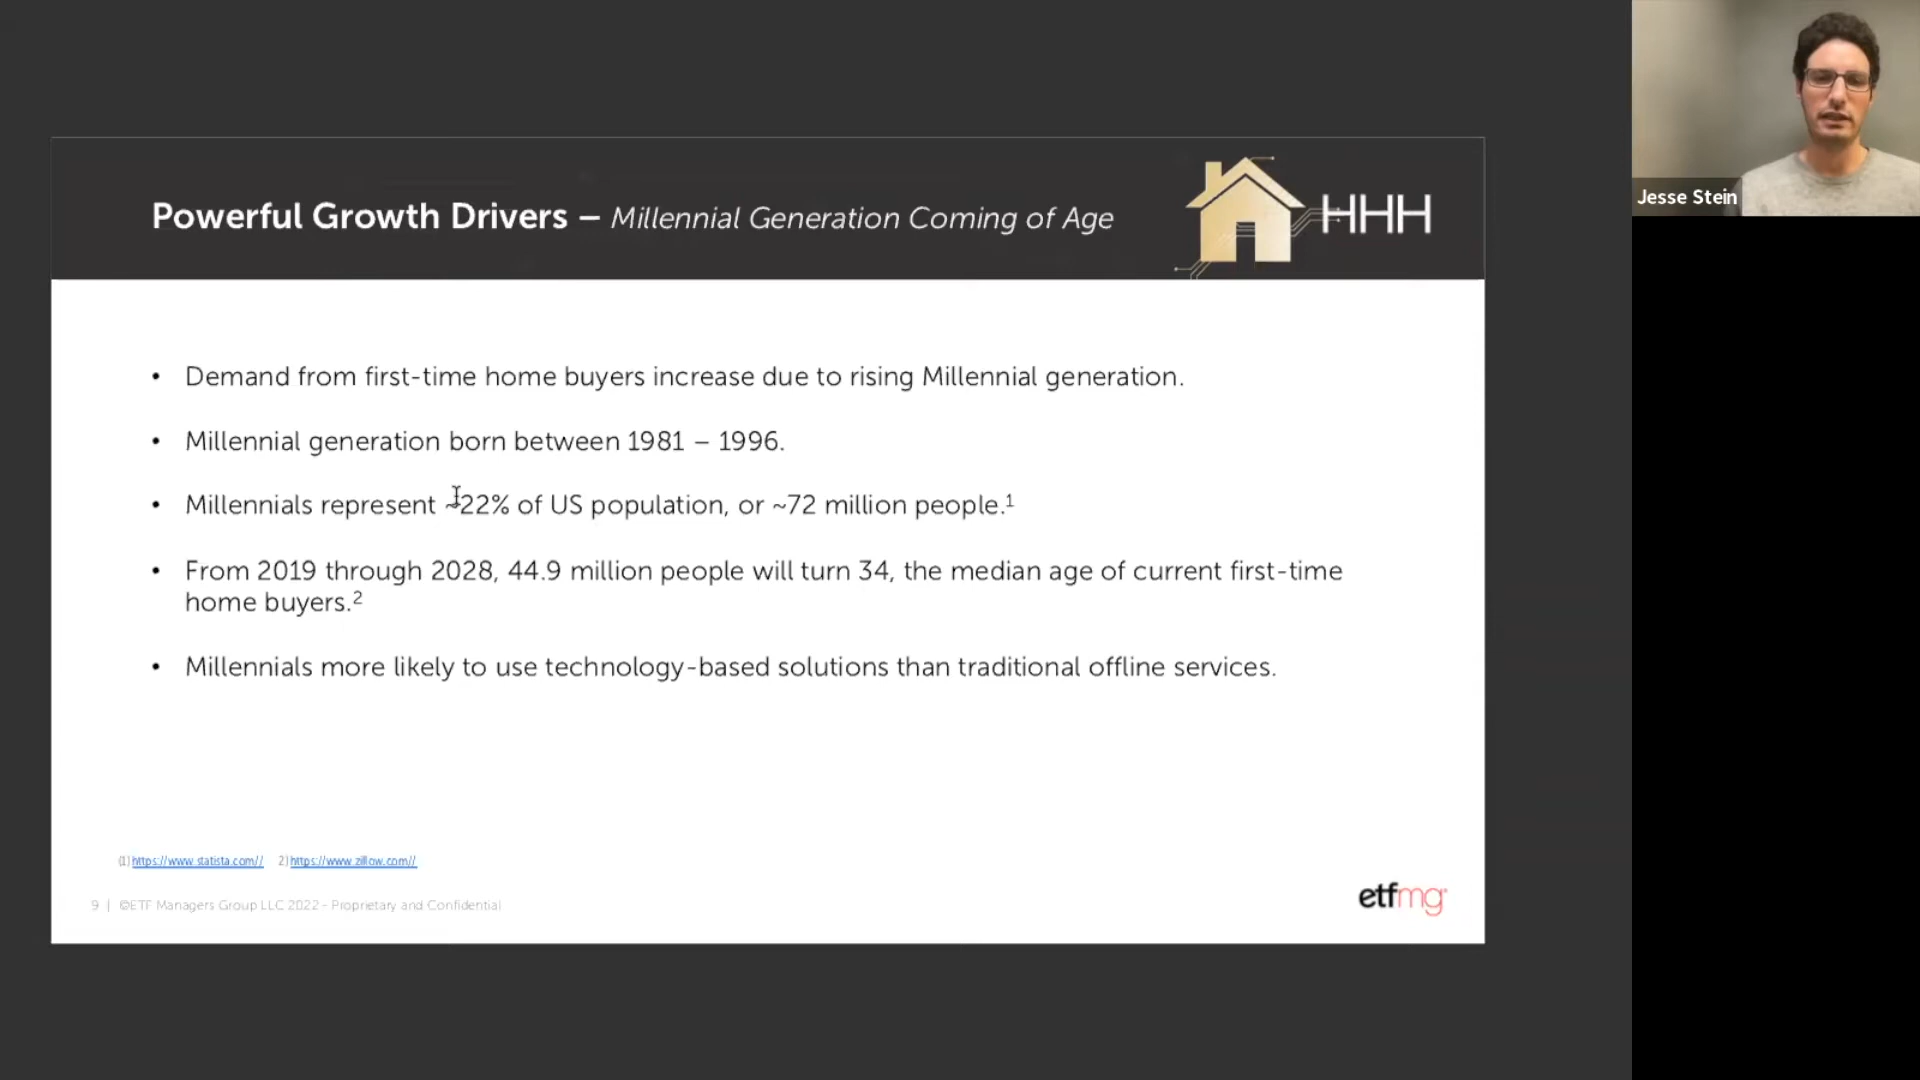 Powerful Growth Drivers – Millennial Generation Coming of Age
HHH
Jesse Stein
• Demand from first-time home buyers increase due to rising Millennial generation.
• Millennial generation born between 1981 – 1996.
• Millennials represent ~22% of US population, or ~72 million people.¹
• From 2019 through 2028, 44.9 million people will turn 34, the median age of current first-time
home buyers.²
• Millennials more likely to use technology-based solutions than traditional offline services.
(1) https://www.statista.com// 2) https://www.zillow.com//
9 | ©ETF Managers Group LLC 2022 - Proprietary and Confidential
etfmg